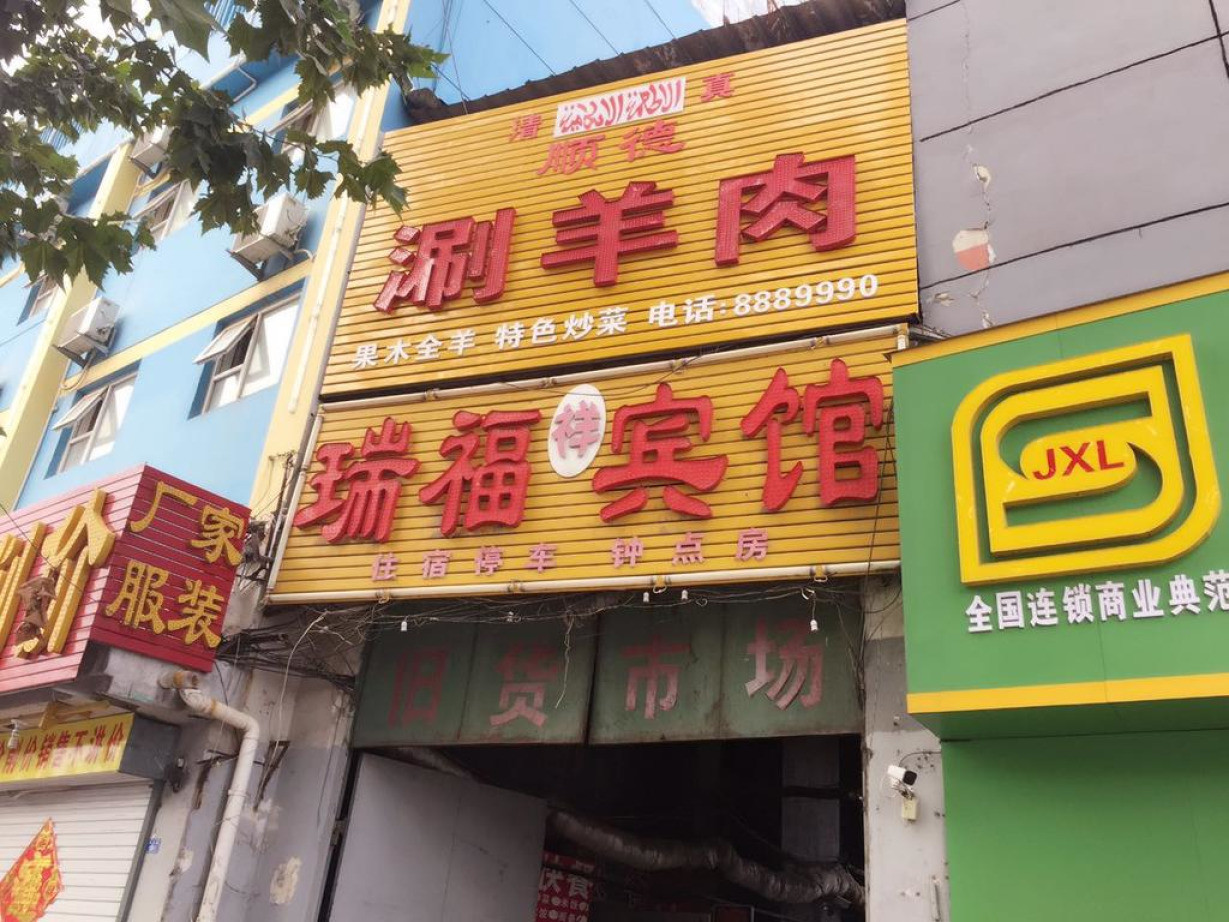 清 真
顺德
涮羊肉
果木全羊 特色炒菜 电话:8889990
瑞福祥宾馆
住宿停车 钟点房
旧货市场
厂家
服装
价
JXL
全国连锁商业典范